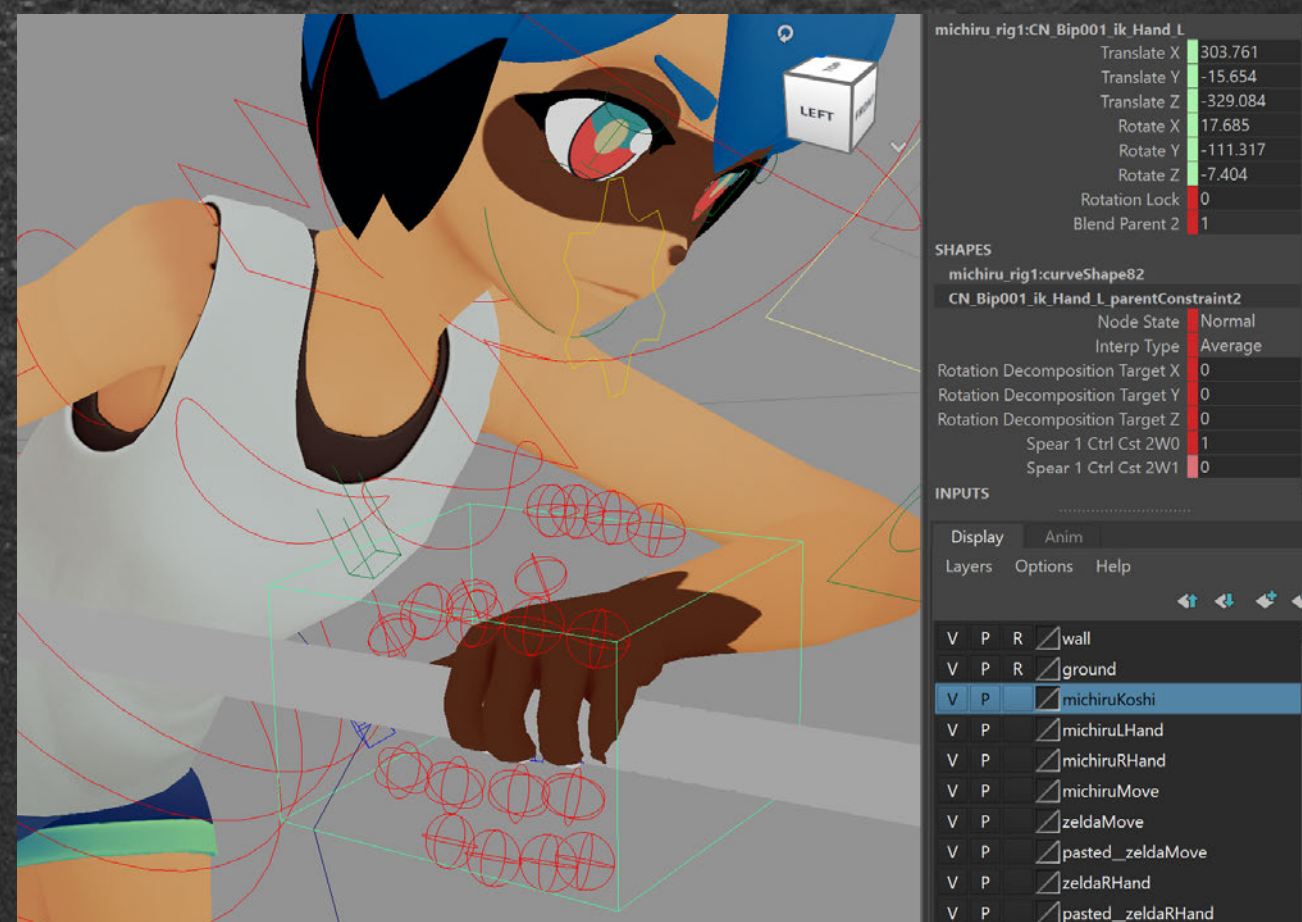 TOP
LEFT
FRONT
michiru_rig1:CN_Bip001_ik_Hand_L
Translate X 303.761
Translate Y -15.654
Translate Z -329.084
Rotate X 17.685
Rotate Y -111.317
Rotate Z -7.404
Rotation Lock 0
Blend Parent 2 1
SHAPES
michiru_rig1:curveShape82
CN_Bip001_ik_Hand_L_parentConstraint2
Node State Normal
Interp Type Average
Rotation Decomposition Target X 0
Rotation Decomposition Target Y 0
Rotation Decomposition Target Z 0
Spear 1 Ctrl Cst 2W0 1
Spear 1 Ctrl Cst 2W1 0
INPUTS
Display Anim
Layers Options Help
V P R wall
V P R ground
V P michiruKoshi
V P michiruLHand
V P michiruRHand
V P michiruMove
V P zeldaMove
V P pasted__zeldaMove
V P zeldaRHand
V P pasted__zeldaRHand